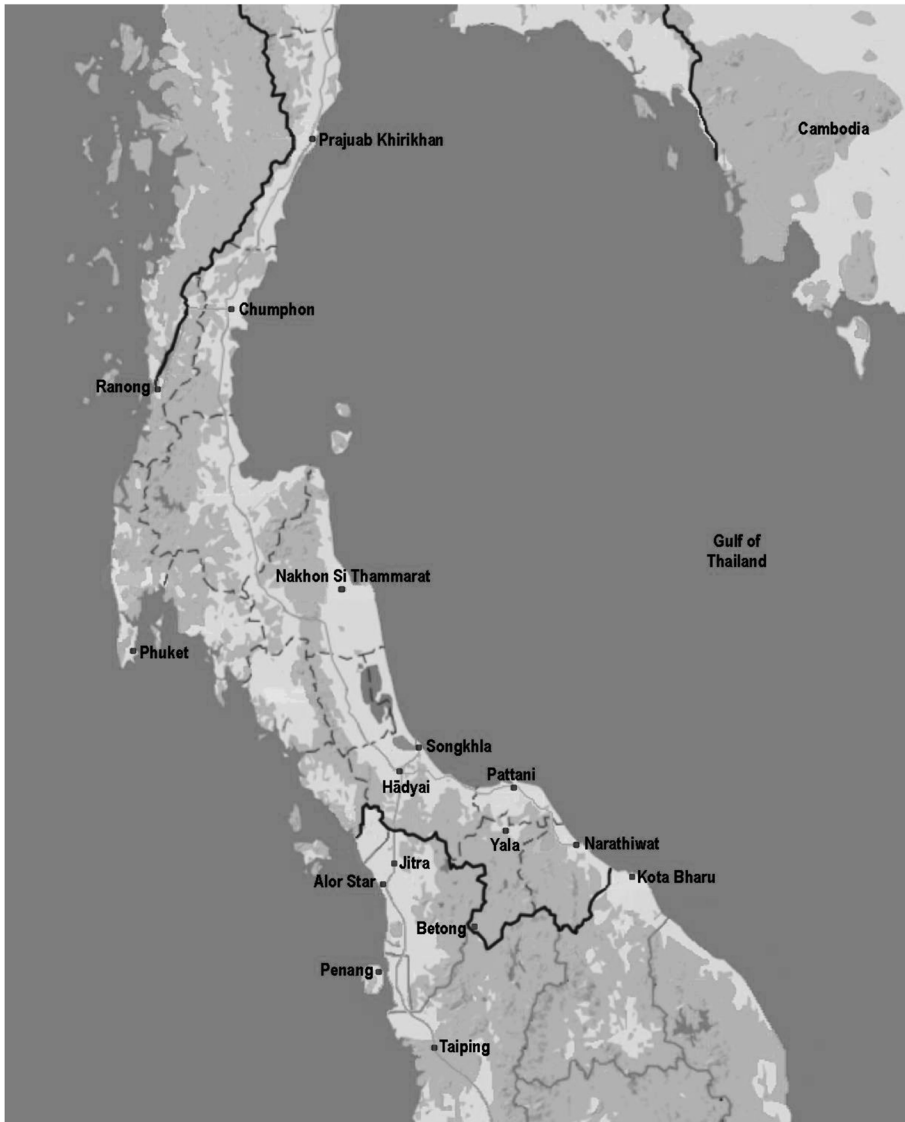 Cambodia
Prajuab Khirikhan
Chumphon
Ranong
Gulf of
Thailand
Nakhon Si Thammarat
Phuket
Songkhla
Hādyai
Pattani
Yala
Narathiwat
Jitra
Alor Star
Kota Bharu
Betong
Penang
Taiping